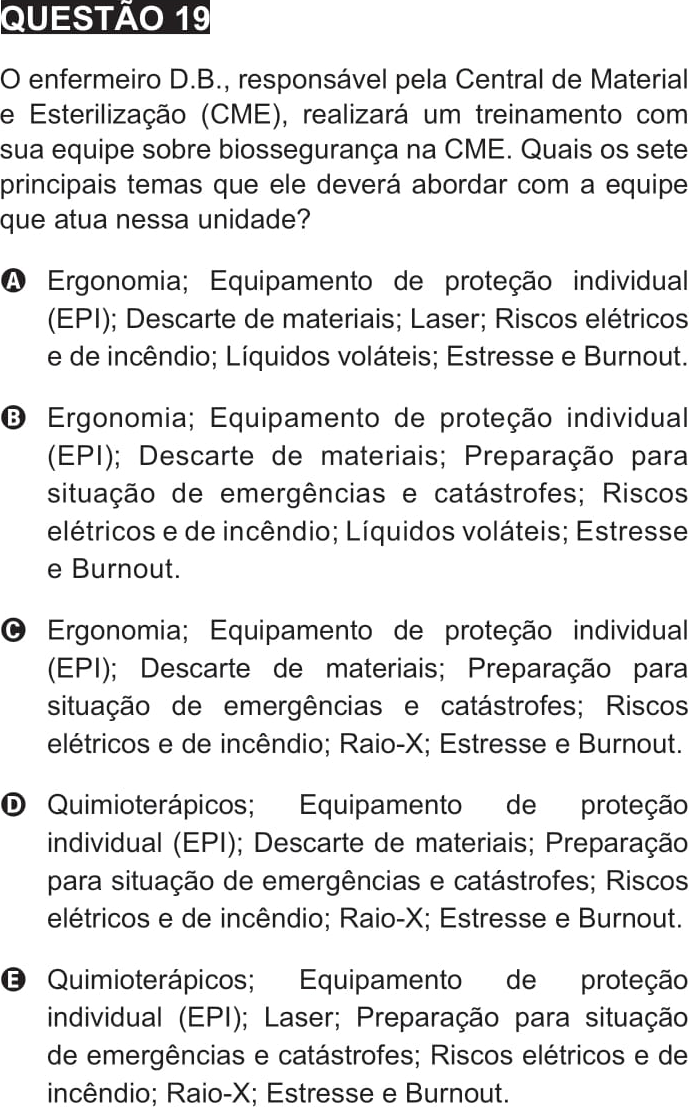 QUESTÃO 19
O enfermeiro D.B., responsável pela Central de Material
e Esterilização (CME), realizará um treinamento com
sua equipe sobre biossegurança na CME. Quais os sete
principais temas que ele deverá abordar com a equipe
que atua nessa unidade?
A Ergonomia; Equipamento de proteção individual
(EPI); Descarte de materiais; Laser; Riscos elétricos
e de incêndio; Líquidos voláteis; Estresse e Burnout.
B Ergonomia; Equipamento de proteção individual
(EPI); Descarte de materiais; Preparação para
situação de emergências e catástrofes; Riscos
elétricos e de incêndio; Líquidos voláteis; Estresse
e Burnout.
C Ergonomia; Equipamento de proteção individual
(EPI); Descarte de materiais; Preparação para
situação de emergências e catástrofes; Riscos
elétricos e de incêndio; Raio-X; Estresse e Burnout.
D Quimioterápicos; Equipamento de proteção
individual (EPI); Descarte de materiais; Preparação
para situação de emergências e catástrofes; Riscos
elétricos e de incêndio; Raio-X; Estresse e Burnout.
E Quimioterápicos; Equipamento de proteção
individual (EPI); Laser; Preparação para situação
de emergências e catástrofes; Riscos elétricos e de
incêndio; Raio-X; Estresse e Burnout.